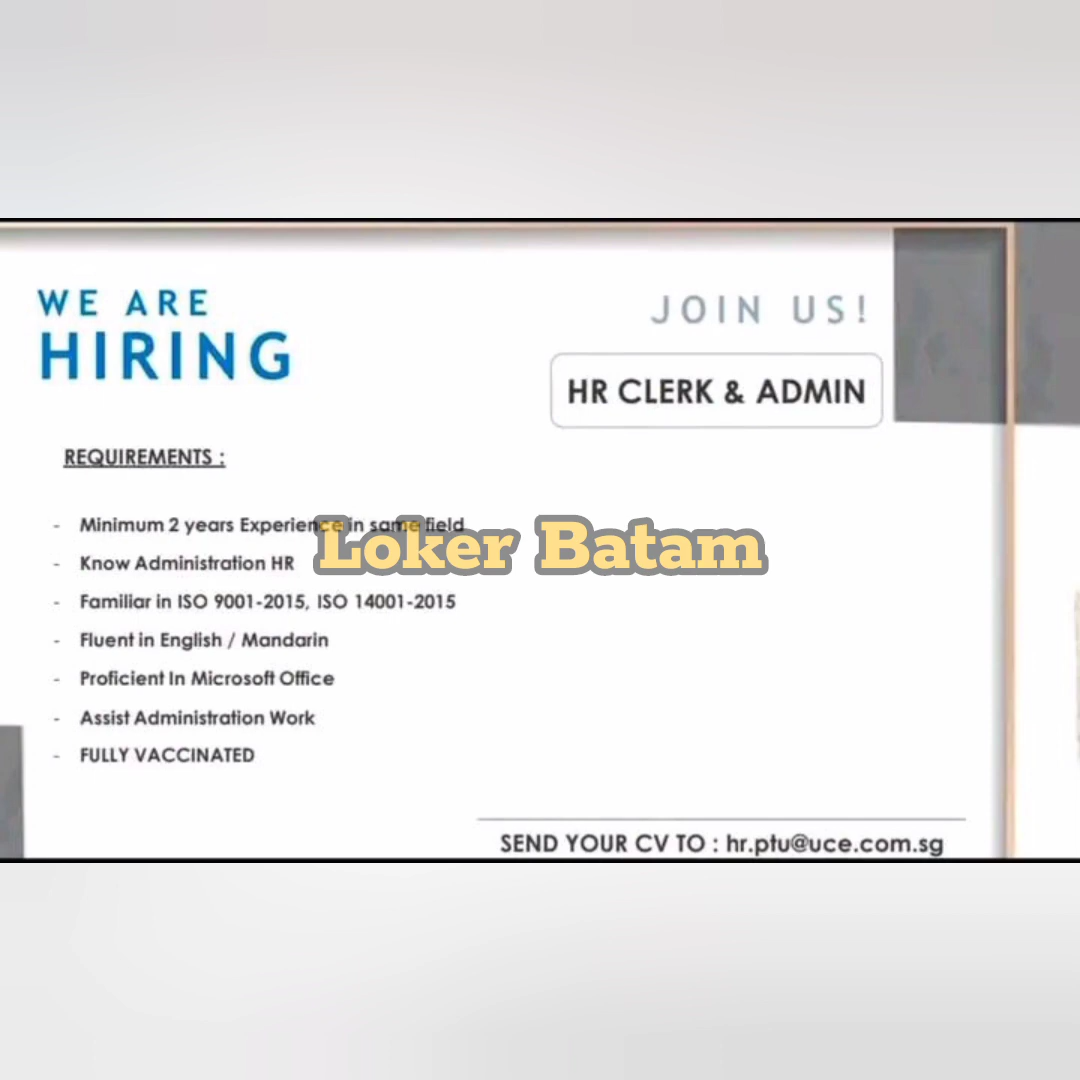 WE ARE
HIRING
JOIN US!
HR CLERK & ADMIN
REQUIREMENTS :
- Minimum 2 years Experience in same field
- Know Administration HR
- Familiar in ISO 9001-2015, ISO 14001-2015
- Fluent in English / Mandarin
- Proficient In Microsoft Office
- Assist Administration Work
- FULLY VACCINATED
Loker Batam
SEND YOUR CV TO : hr.ptu@uce.com.sg